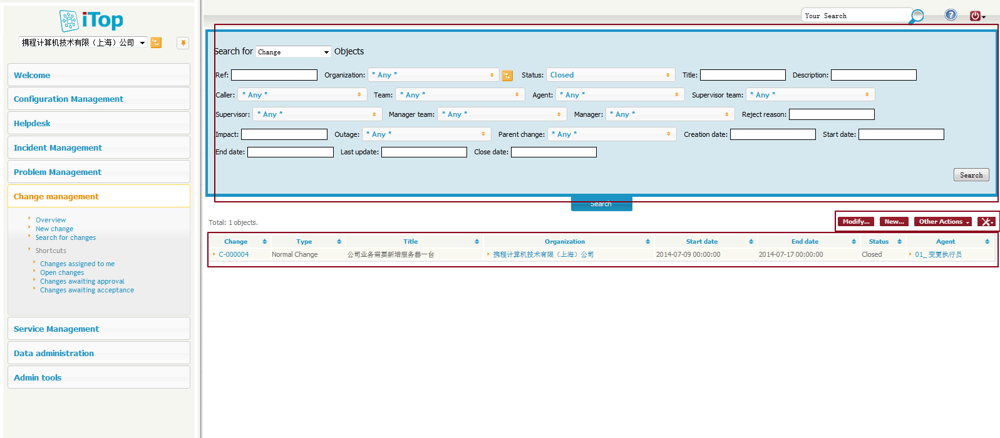 iTop
携程计算机技术有限（上海）公司
Welcome
Configuration Management
Helpdesk
Incident Management
Problem Management
Change management
Overview
New change
Search for changes
Shortcuts
Changes assigned to me
Open changes
Changes awaiting approval
Changes awaiting acceptance
Service Management
Data administration
Admin tools
Your Search
?
Search for Change Objects
Ref: Organization: * Any * Status: Closed Title: Description:
Caller: * Any * Team: * Any * Agent: * Any * Supervisor team: * Any *
Supervisor: * Any * Manager team: * Any * Manager: * Any * Reject reason:
Impact: Outage: * Any * Parent change: * Any * Creation date: Start date:
End date: Last update: Close date:
Search
Search
Total: 1 objects.
Modify... New... Other Actions
Change Type Title Organization Start date End date Status Agent
C-000004 Normal Change 公司业务需要新增服务器一台 携程计算机技术有限（上海）公司 2014-07-09 00:00:00 2014-07-17 00:00:00 Closed 01_ 变更执行员